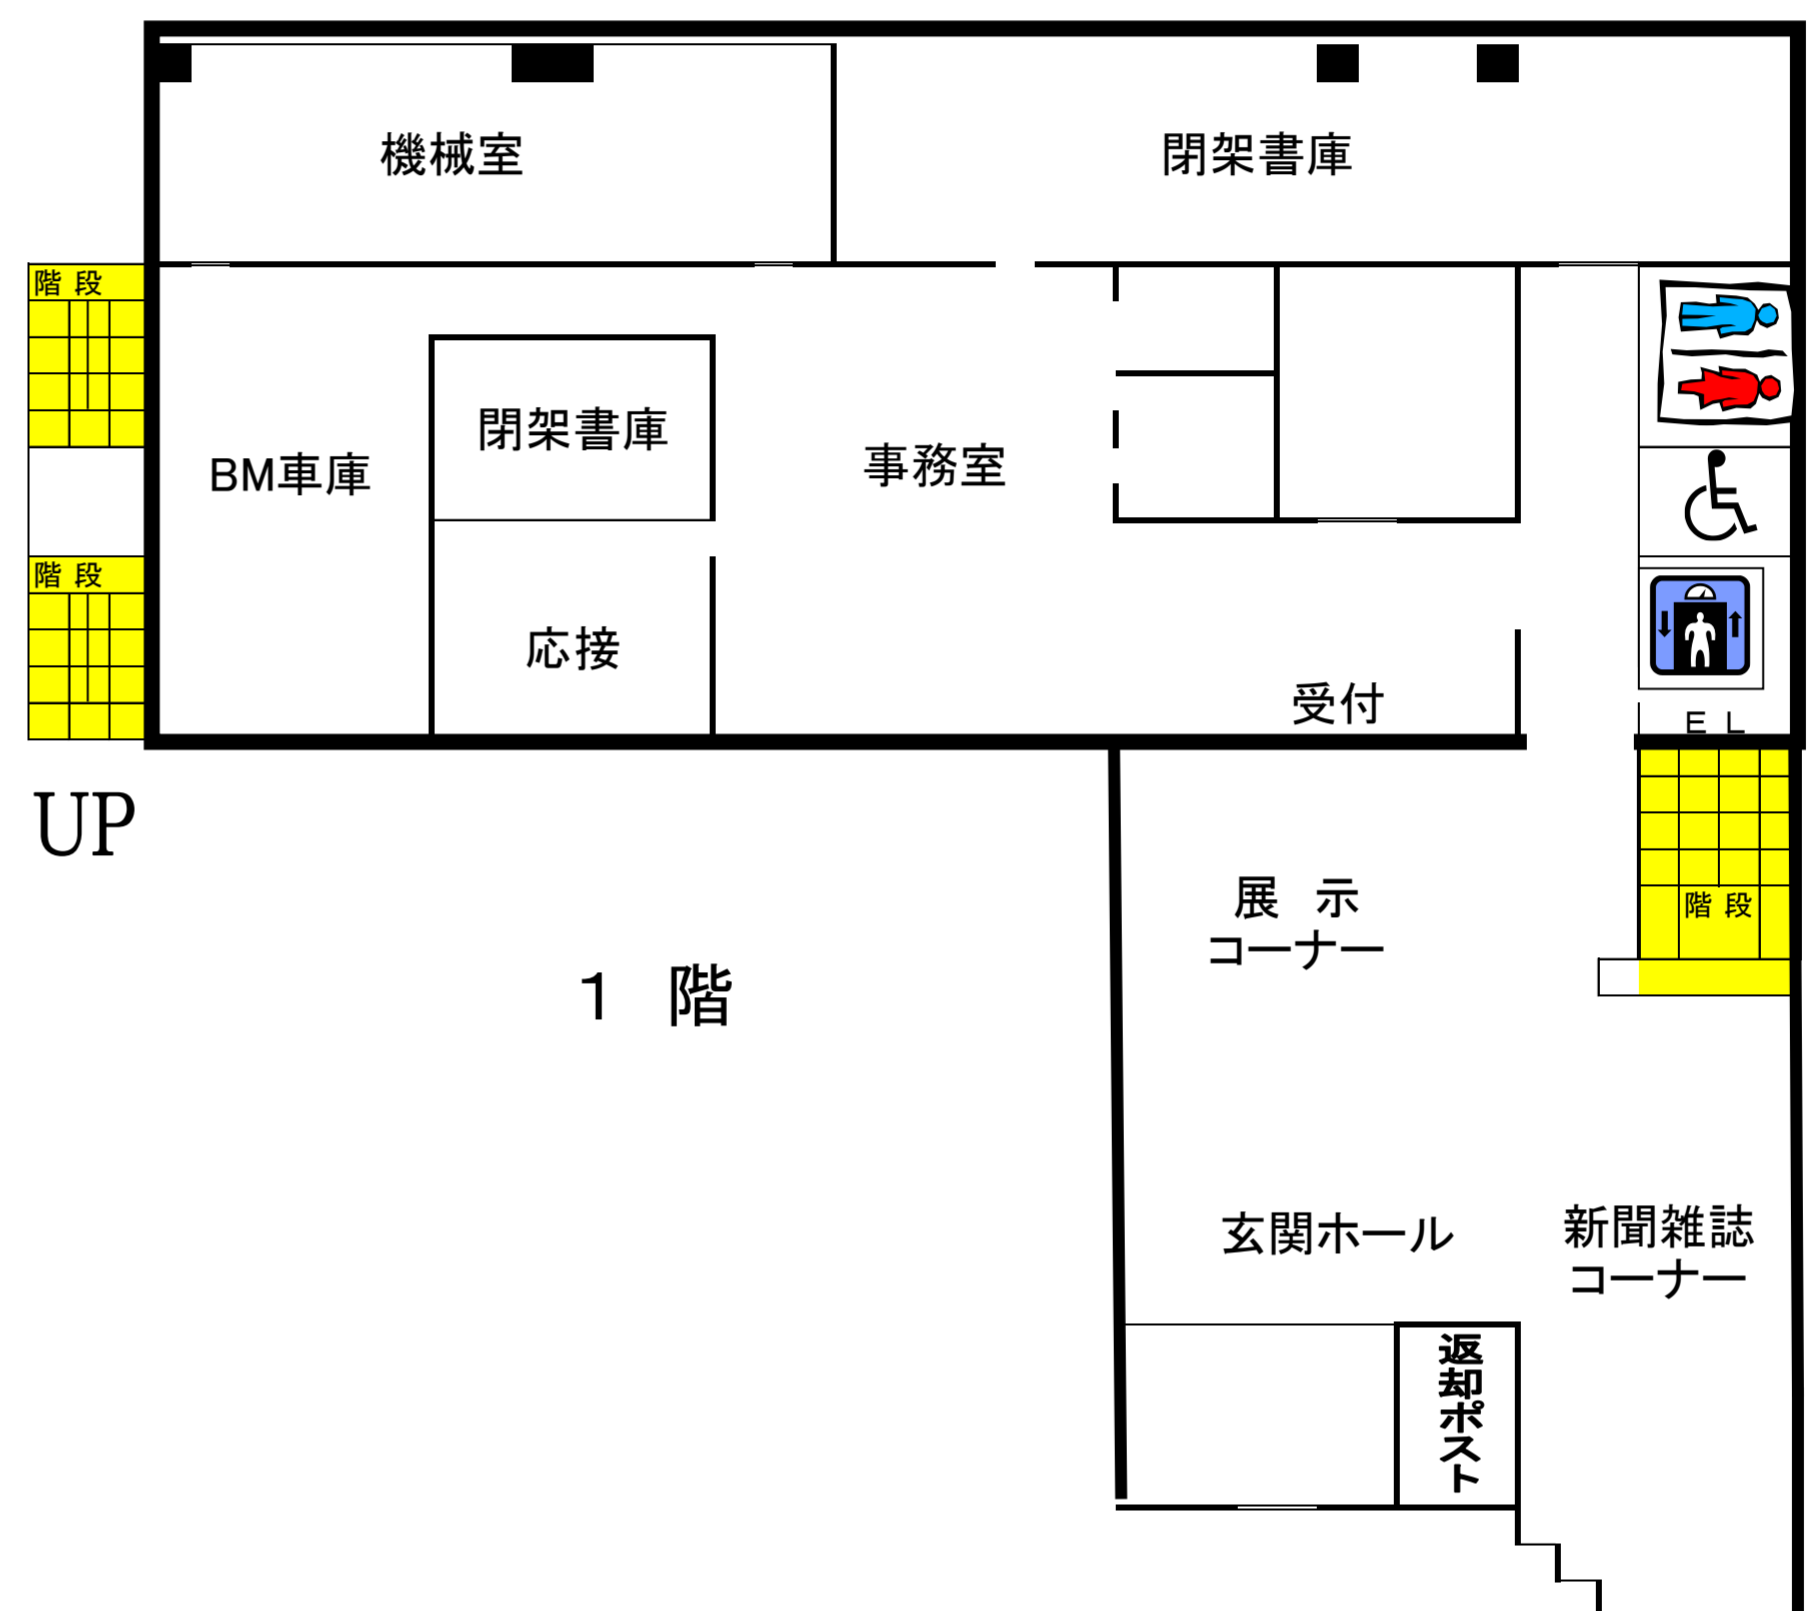 機械室
閉架書庫
階 段
閉架書庫
BM車庫
事務室
階 段
応接
受付
E L
UP
展 示
コーナー
階 段
1 階
玄関ホール
新聞雑誌
コーナー
返却ポスト